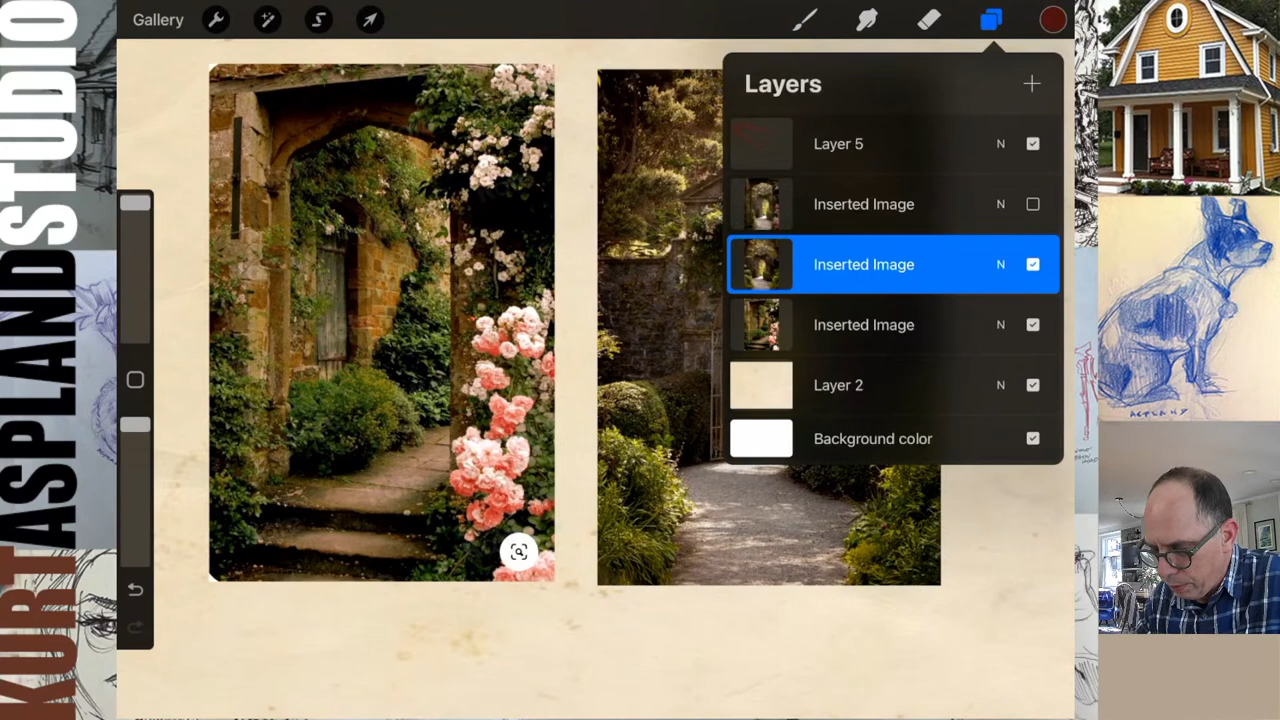 KURT ASPLAND STUDIO
Gallery
Layers
Layer 5 N
Inserted Image N
Inserted Image N
Inserted Image N
Layer 2 N
Background color